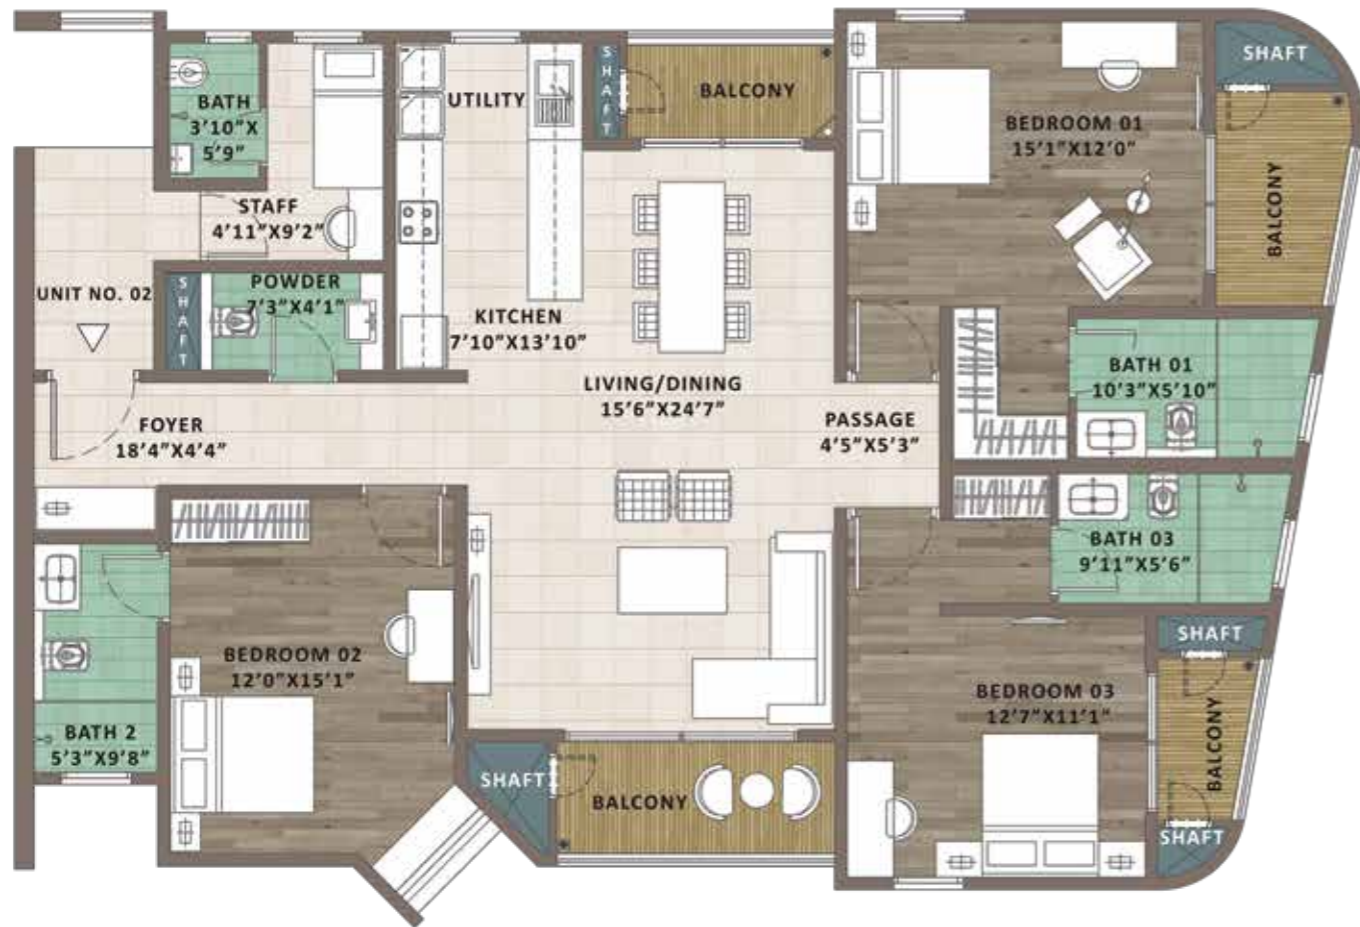 BATH
3'10"X
5'9"
UTILITY
SHAFT
BALCONY
BEDROOM 01
15'1"X12'0"
SHAFT
BALCONY
STAFF
4'11"X9'2"
UNIT NO. 02
SHAFT
POWDER
7'3"X4'1"
KITCHEN
7'10"X13'10"
LIVING/DINING
15'6"X24'7"
BATH 01
10'3"X5'10"
FOYER
18'4"X4'4"
PASSAGE
4'5"X5'3"
BATH 03
9'11"X5'6"
BEDROOM 02
12'0"X15'1"
BATH 2
5'3"X9'8"
SHAFT
BALCONY
BEDROOM 03
12'7"X11'1"
SHAFT
BALCONY
SHAFT